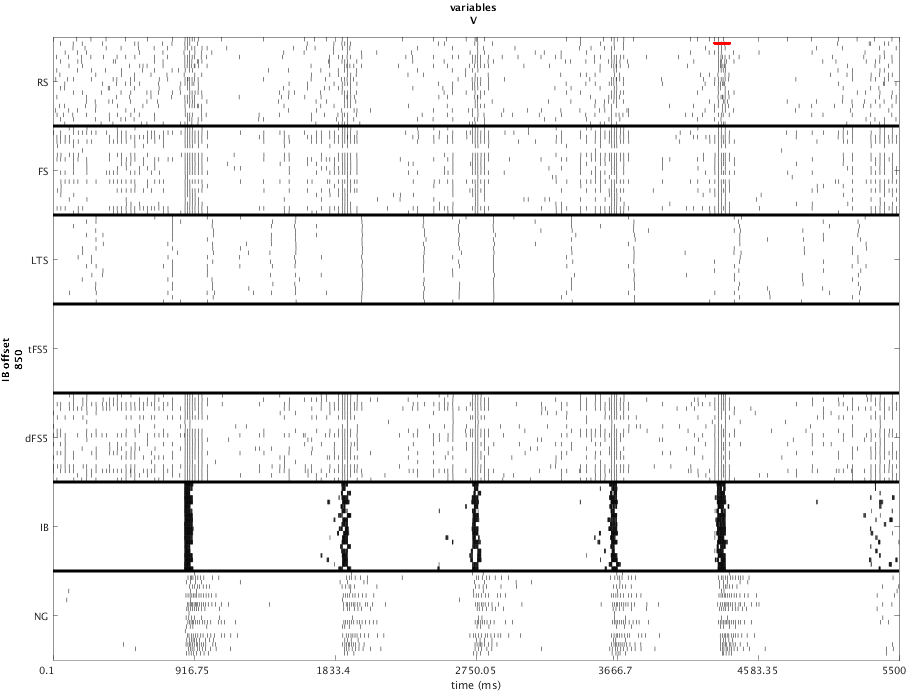 variables
V
RS
FS
LTS
tFS5
IB offset
850
dFS5
IB
NG
0.1 916.75 1833.4 2750.05 3666.7 4583.35 5500
time (ms)